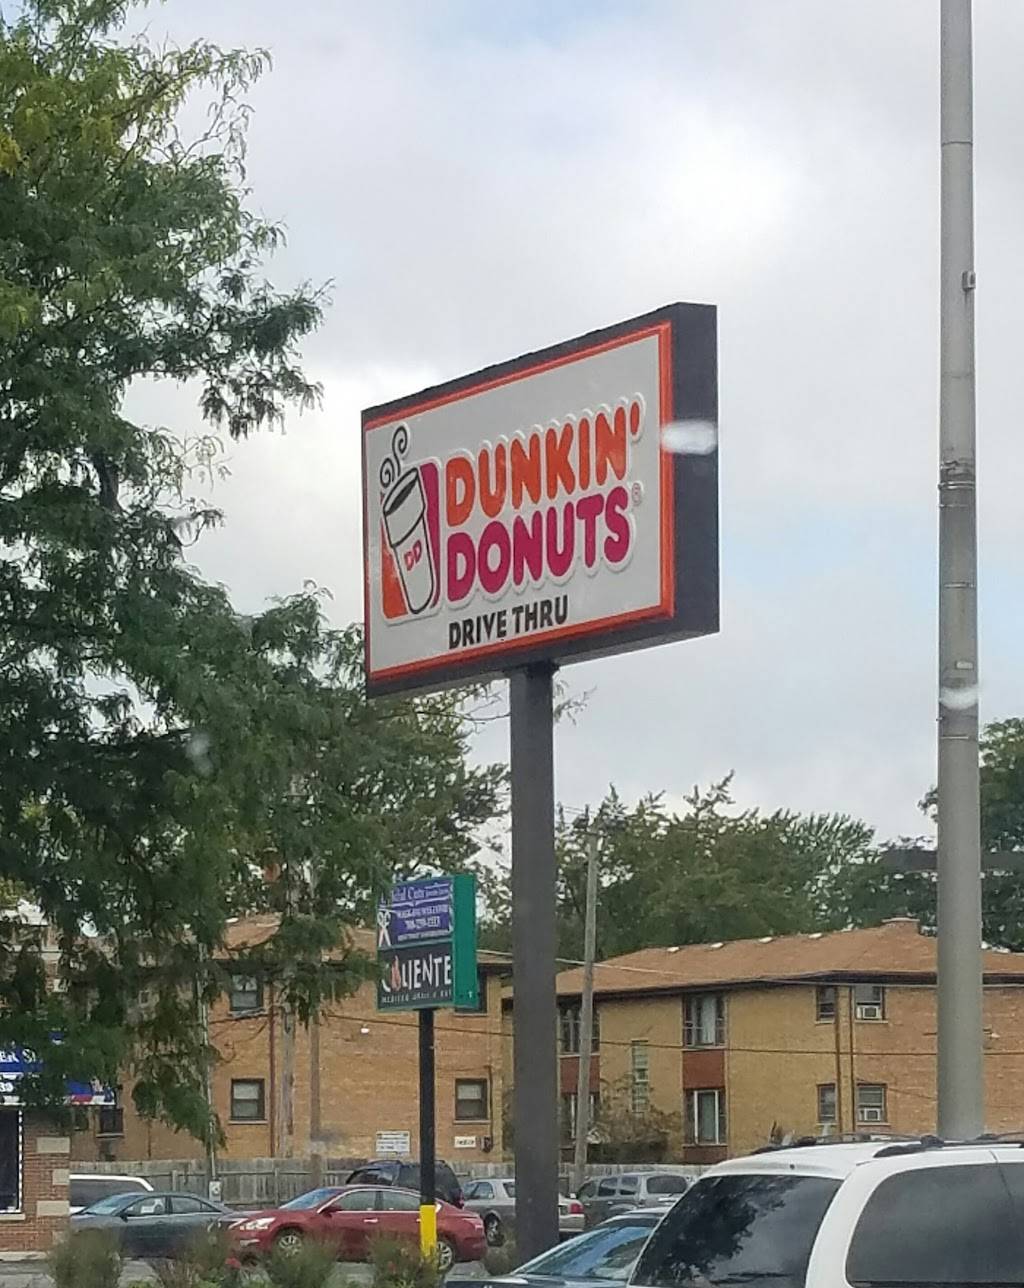 DUNKIN'
DONUTS
DD
DRIVE THRU
CALIENTE